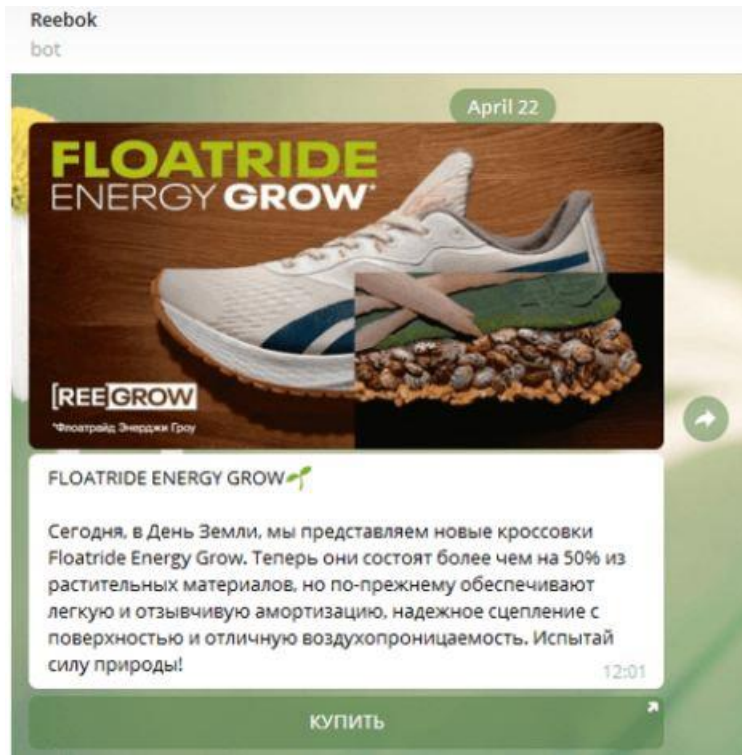 Reebok
bot
April 22
FLOATRIDE
ENERGY GROW*
[REE]GROW
*Флоатрайд Энерджи Гроу
FLOATRIDE ENERGY GROW🌱
Сегодня, в День Земли, мы представляем новые кроссовки
Floatride Energy Grow. Теперь они состоят более чем на 50% из
растительных материалов, но по-прежнему обеспечивают
легкую и отзывчивую амортизацию, надежное сцепление с
поверхностью и отличную воздухопроницаемость. Испытай
силу природы!
12:01
КУПИТЬ